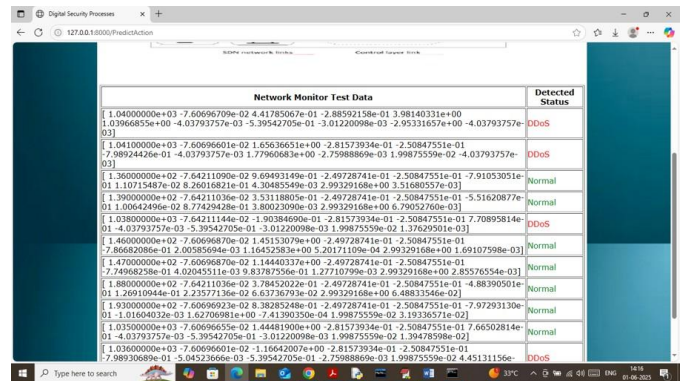 Digital Security Processes
127.0.0.1:8000/PredictAction
SDN network links
Control layer link
Network Monitor Test Data
Detected Status
[ 1.04000000e+03 -7.60696709e-02 4.41785067e-01 -2.88592158e-01 3.98140331e+00
1.03966855e+00 -4.03793757e-03 -5.39542705e-01 -3.01220098e-03 -2.95331657e+00 -4.03793757e-
03]
DDoS
[ 1.04100000e+03 -7.60696601e-02 1.65636651e+00 -2.81573934e-01 -2.50847551e-01
-7.98924426e-01 -4.03793757e-03 1.77960683e+00 -2.75988869e-03 1.99875559e-02 -4.03793757e-
03]
DDoS
[ 1.36000000e+02 -7.64211090e-02 9.69493149e-01 -2.49728741e-01 -2.50847551e-01 -7.91053051e-
01 1.10715487e-02 8.26016821e-01 4.30485549e-03 2.99329168e+00 3.51680557e-03]
Normal
[ 1.39000000e+02 -7.64211036e-02 3.53118805e-01 -2.49728741e-01 -2.50847551e-01 -5.51620877e-
01 1.00642496e-02 8.77429428e-01 3.80023090e-03 2.99329168e+00 6.79052760e-03]
Normal
[ 1.03800000e+03 -7.64211144e-02 -1.90384690e-01 -2.81573934e-01 -2.50847551e-01 7.70895814e-
01 -4.03793757e-03 -5.39542705e-01 -3.01220098e-03 1.99875559e-02 1.37629501e-03]
DDoS
[ 1.46000000e+02 -7.60696870e-02 1.45153079e+00 -2.49728741e-01 -2.50847551e-01
-7.86682086e-01 2.00585694e-03 1.16452583e+00 5.20171109e-04 2.99329168e+00 1.69107598e-03]
Normal
[ 1.47000000e+02 -7.60696870e-02 1.14440337e+00 -2.49728741e-01 -2.50847551e-01
-7.74968258e-01 4.02045511e-03 9.83787556e-01 1.27710799e-03 2.99329168e+00 2.85576554e-03]
Normal
[ 1.88000000e+02 -7.64211036e-02 3.78452022e-01 -2.49728741e-01 -2.50847551e-01 -4.88390501e-
01 1.26910944e-01 2.23577136e-02 6.63736793e-02 2.99329168e+00 6.48833546e-02]
Normal
[ 1.93000000e+02 -7.60696923e-02 8.38285248e-01 -2.49728741e-01 -2.50847551e-01 -7.97293130e-
01 -1.01604032e-03 1.62706981e+00 -7.41390350e-04 1.99875559e-02 3.19336571e-02]
Normal
[ 1.03500000e+03 -7.60696655e-02 1.44481900e+00 -2.81573934e-01 -2.50847551e-01 7.66502814e-
01 -4.03793757e-03 -5.39542705e-01 -3.01220098e-03 1.99875559e-02 1.39478598e-02]
Normal
[ 1.03600000e+03 -7.60696601e-02 -1.16642007e+00 -2.81573934e-01 -2.50847551e-01
-7.98930689e-01 -5.04523666e-03 -5.39542705e-01 -2.75988869e-03 1.99875559e-02 4.45131156e-
DDoS
Type here to search
33°C
ENG
14:16
01-06-2025